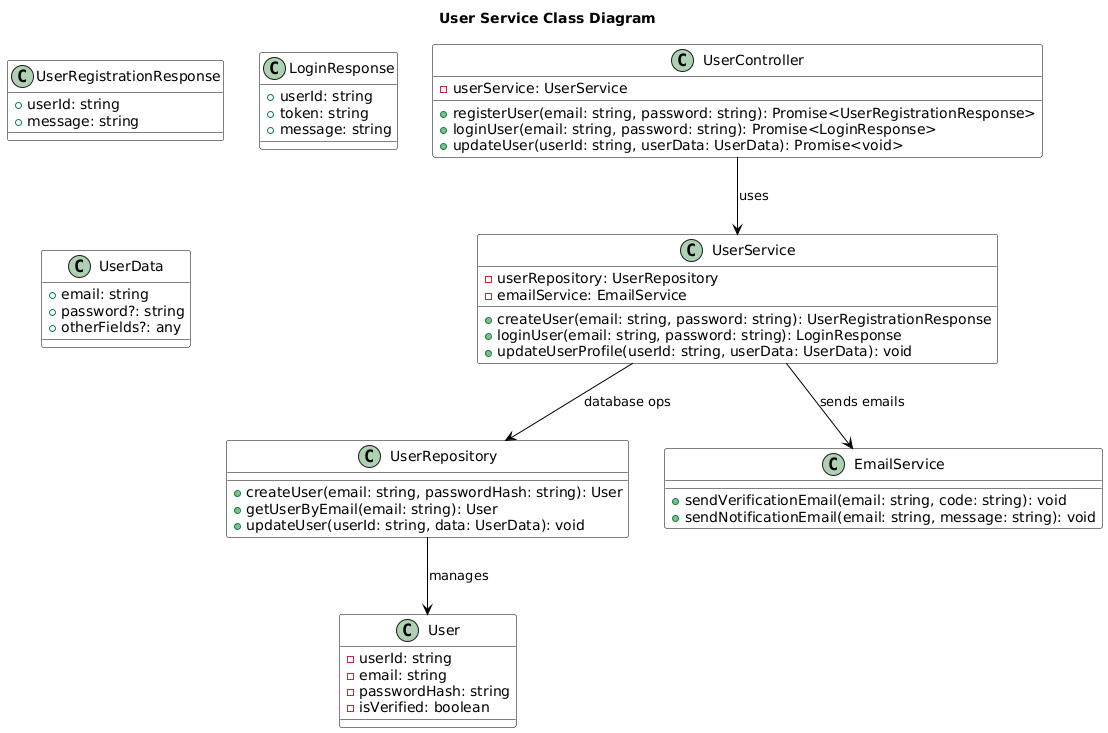 User Service Class Diagram
C UserRegistrationResponse
userId: string
message: string
C LoginResponse
userId: string
token: string
message: string
C UserController
userService: UserService
registerUser(email: string, password: string): Promise<UserRegistrationResponse>
loginUser(email: string, password: string): Promise<LoginResponse>
updateUser(userId: string, userData: UserData): Promise<void>
uses
C UserData
email: string
password?: string
otherFields?: any
C UserService
userRepository: UserRepository
emailService: EmailService
createUser(email: string, password: string): UserRegistrationResponse
loginUser(email: string, password: string): LoginResponse
updateUserProfile(userId: string, userData: UserData): void
database ops
sends emails
C UserRepository
createUser(email: string, passwordHash: string): User
getUserByEmail(email: string): User
updateUser(userId: string, data: UserData): void
C EmailService
sendVerificationEmail(email: string, code: string): void
sendNotificationEmail(email: string, message: string): void
manages
C User
userId: string
email: string
passwordHash: string
isVerified: boolean